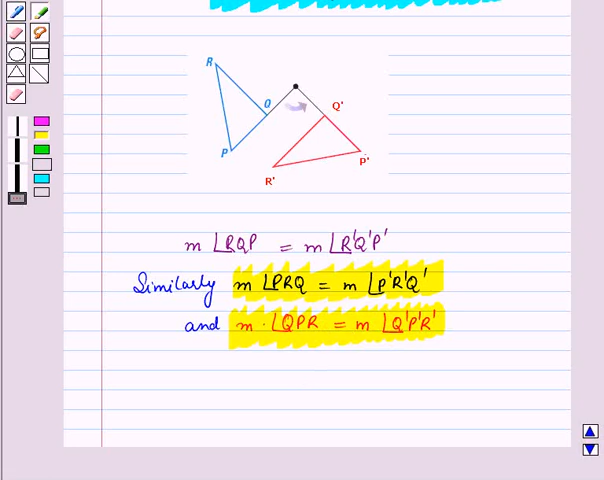 R
Q
Q'
P
P'
R'
m ∠RQP = m ∠R'Q'P'
Similarly m ∠PRQ = m ∠P'R'Q'
and m·∠QPR = m ∠Q'P'R'